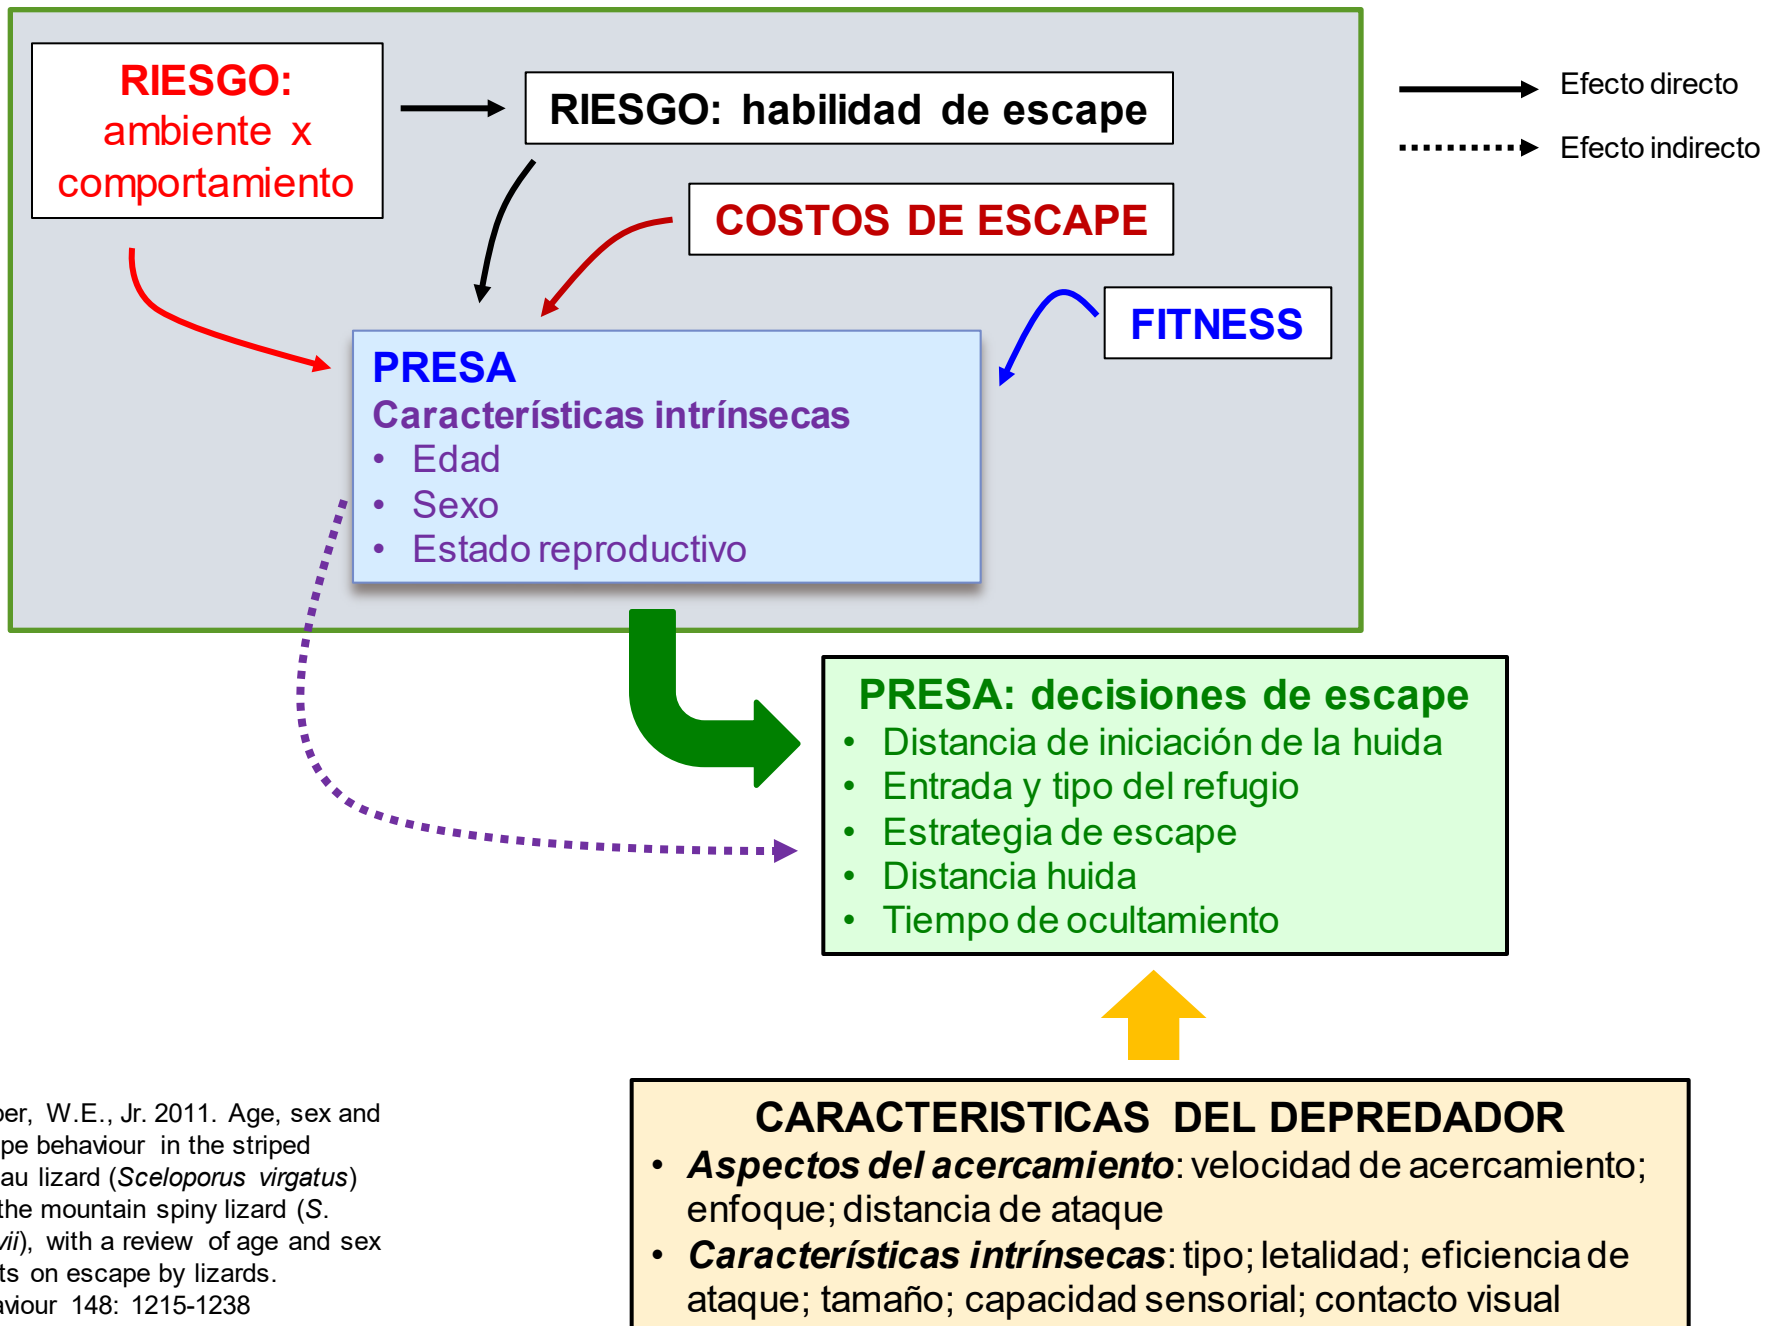 RIESGO:
ambiente x
comportamiento
RIESGO: habilidad de escape
COSTOS DE ESCAPE
FITNESS
Efecto directo
Efecto indirecto
PRESA
Características intrínsecas
• Edad
• Sexo
• Estado reproductivo
PRESA: decisiones de escape
• Distancia de iniciación de la huida
• Entrada y tipo del refugio
• Estrategia de escape
• Distancia huida
• Tiempo de ocultamiento
CARACTERISTICAS DEL DEPREDADOR
• Aspectos del acercamiento: velocidad de acercamiento;
enfoque; distancia de ataque
• Características intrínsecas: tipo; letalidad; eficiencia de
ataque; tamaño; capacidad sensorial; contacto visual
W.E., Jr. 2011. Age, sex and
behaviour in the striped
lizard (Sceloporus virgatus)
the mountain spiny lizard (S.
with a review of age and sex
on escape by lizards.
148: 1215-1238